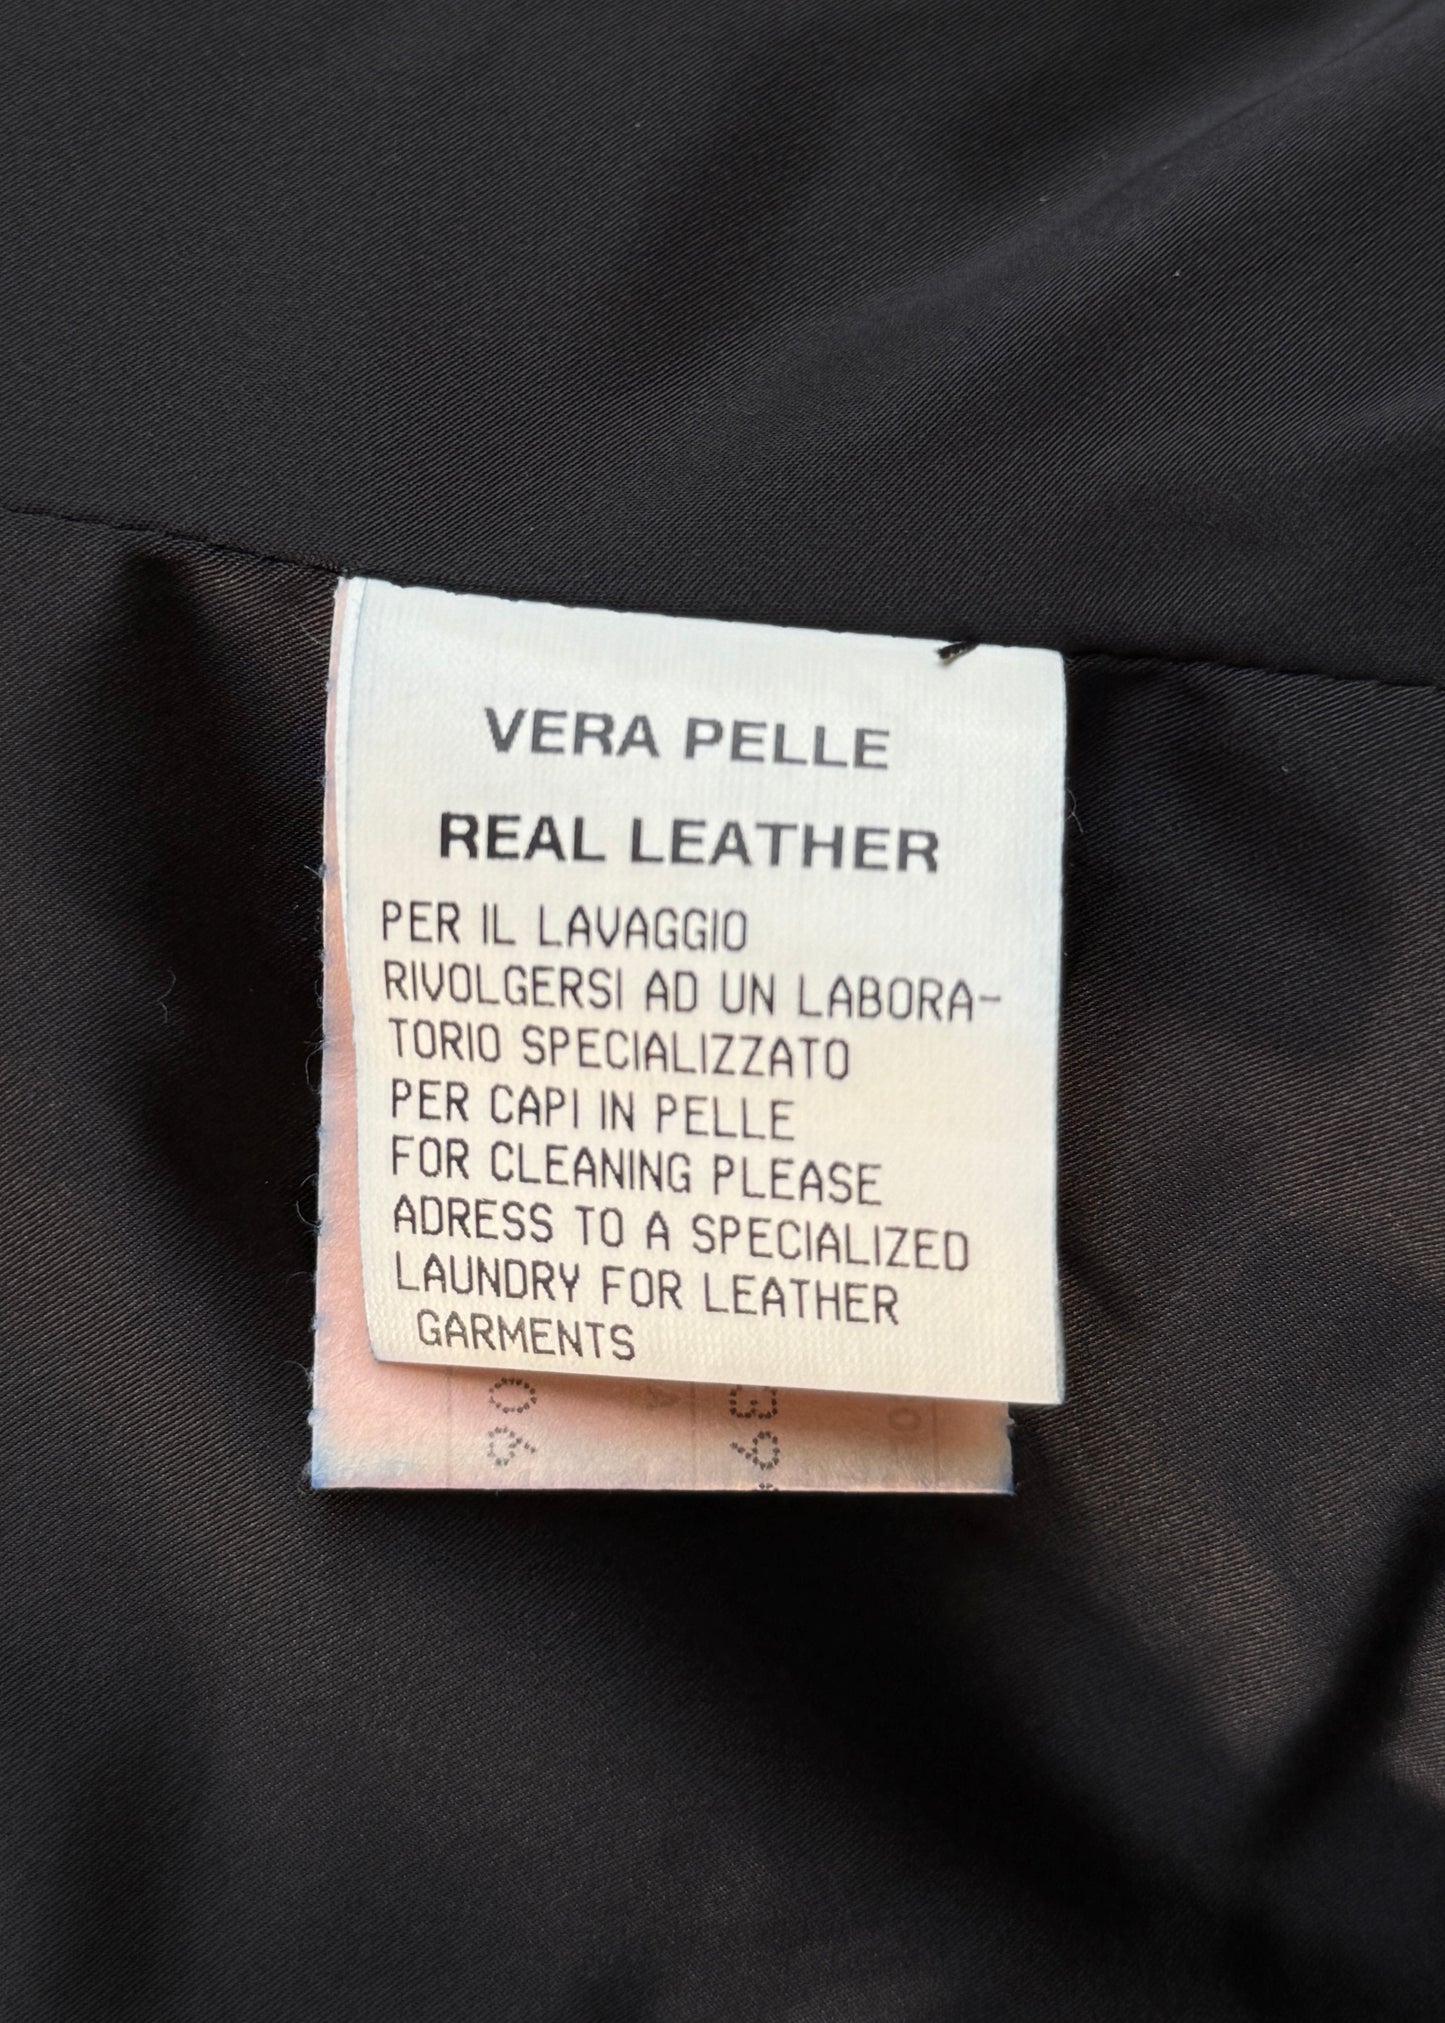 VERA PELLE
REAL LEATHER
PER IL LAVAGGIO
RIVOLGERSI AD UN LABORA-
TORIO SPECIALIZZATO
PER CAPI IN PELLE
FOR CLEANING PLEASE
ADRESS TO A SPECIALIZED
LAUNDRY FOR LEATHER
GARMENTS